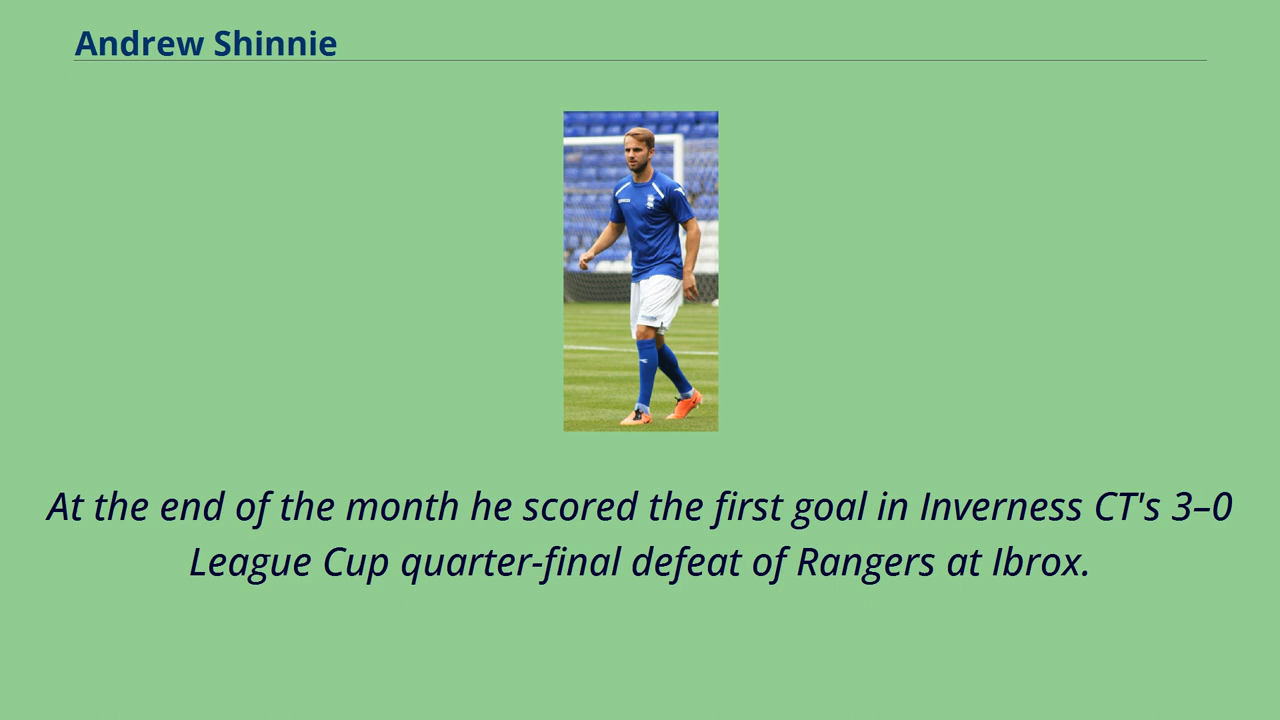 Andrew Shinnie
At the end of the month he scored the first goal in Inverness CT's 3–0
League Cup quarter-final defeat of Rangers at Ibrox.